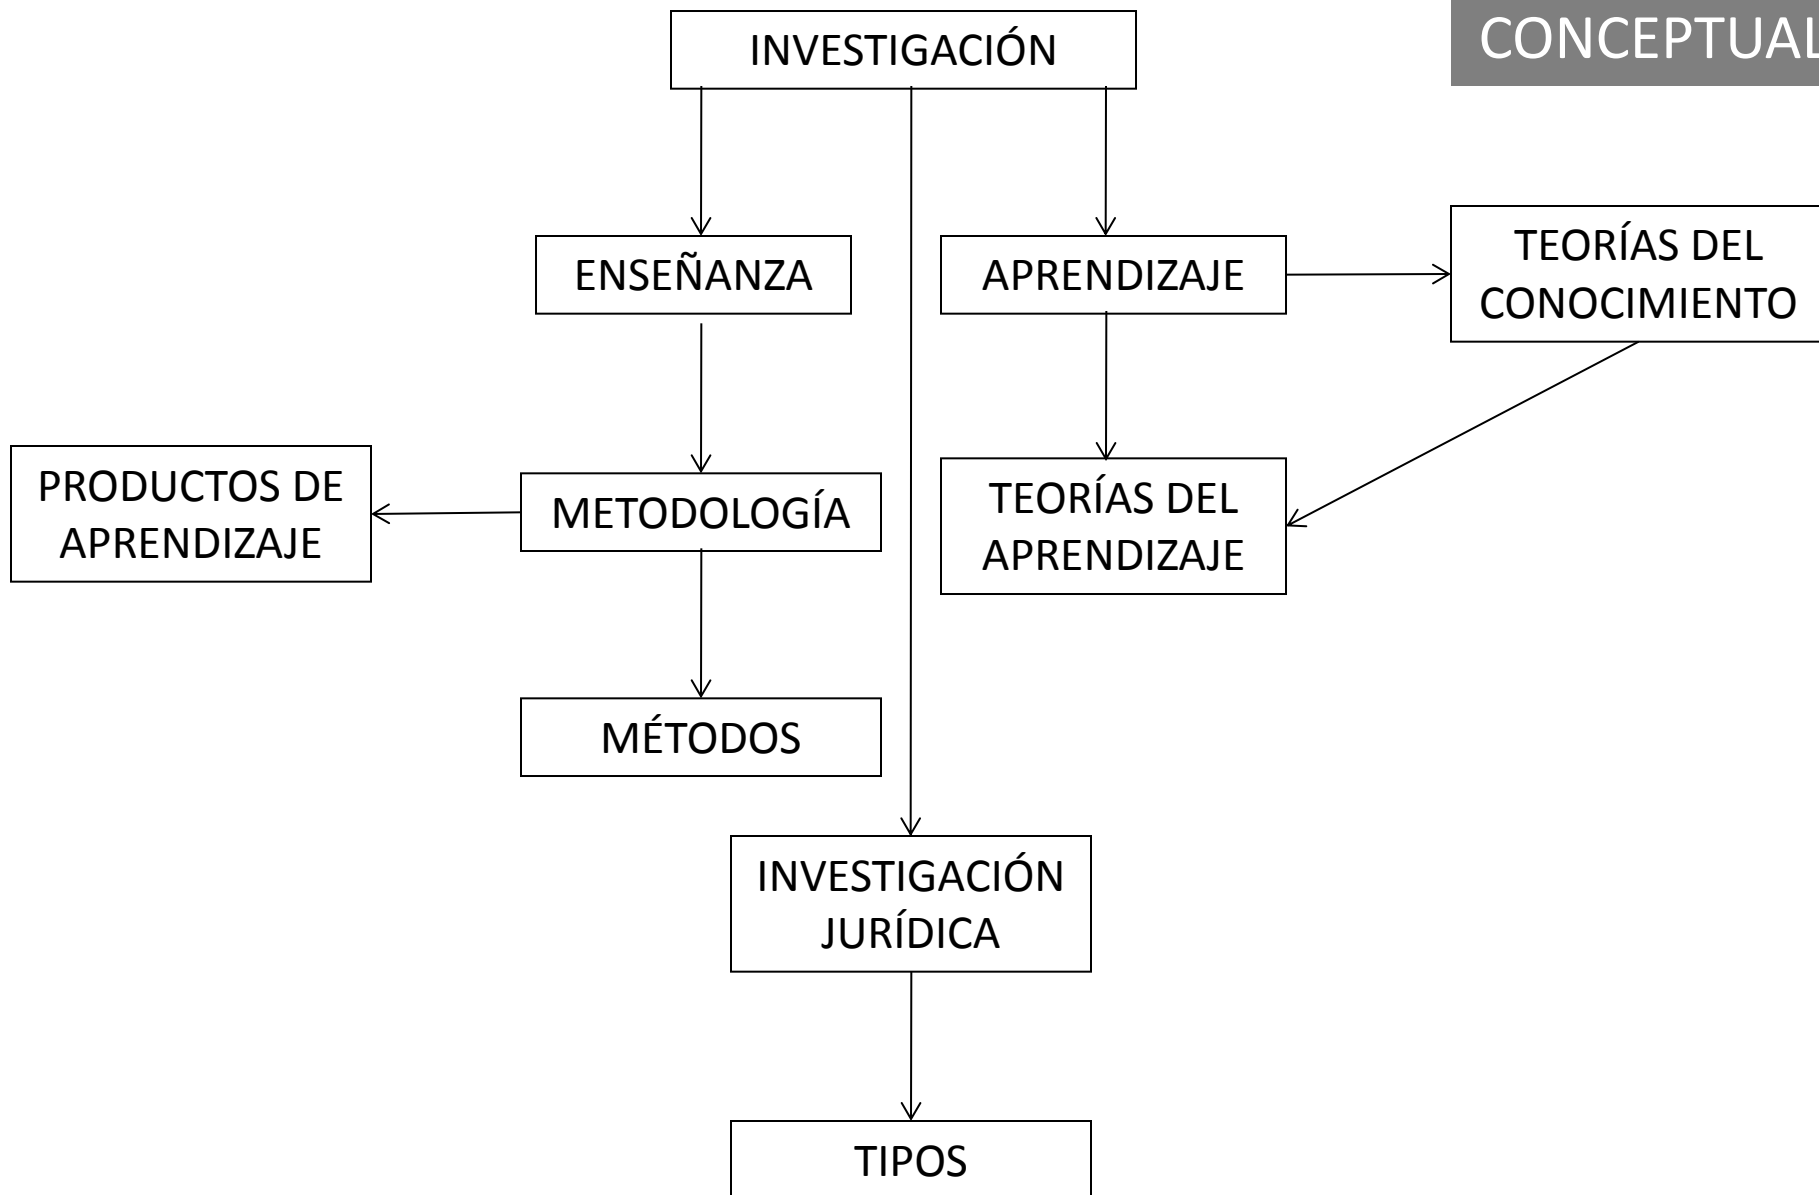 CONCEPTUAL
INVESTIGACIÓN
ENSEÑANZA
APRENDIZAJE
TEORÍAS DEL
CONOCIMIENTO
PRODUCTOS DE
APRENDIZAJE
METODOLOGÍA
TEORÍAS DEL
APRENDIZAJE
MÉTODOS
INVESTIGACIÓN
JURÍDICA
TIPOS